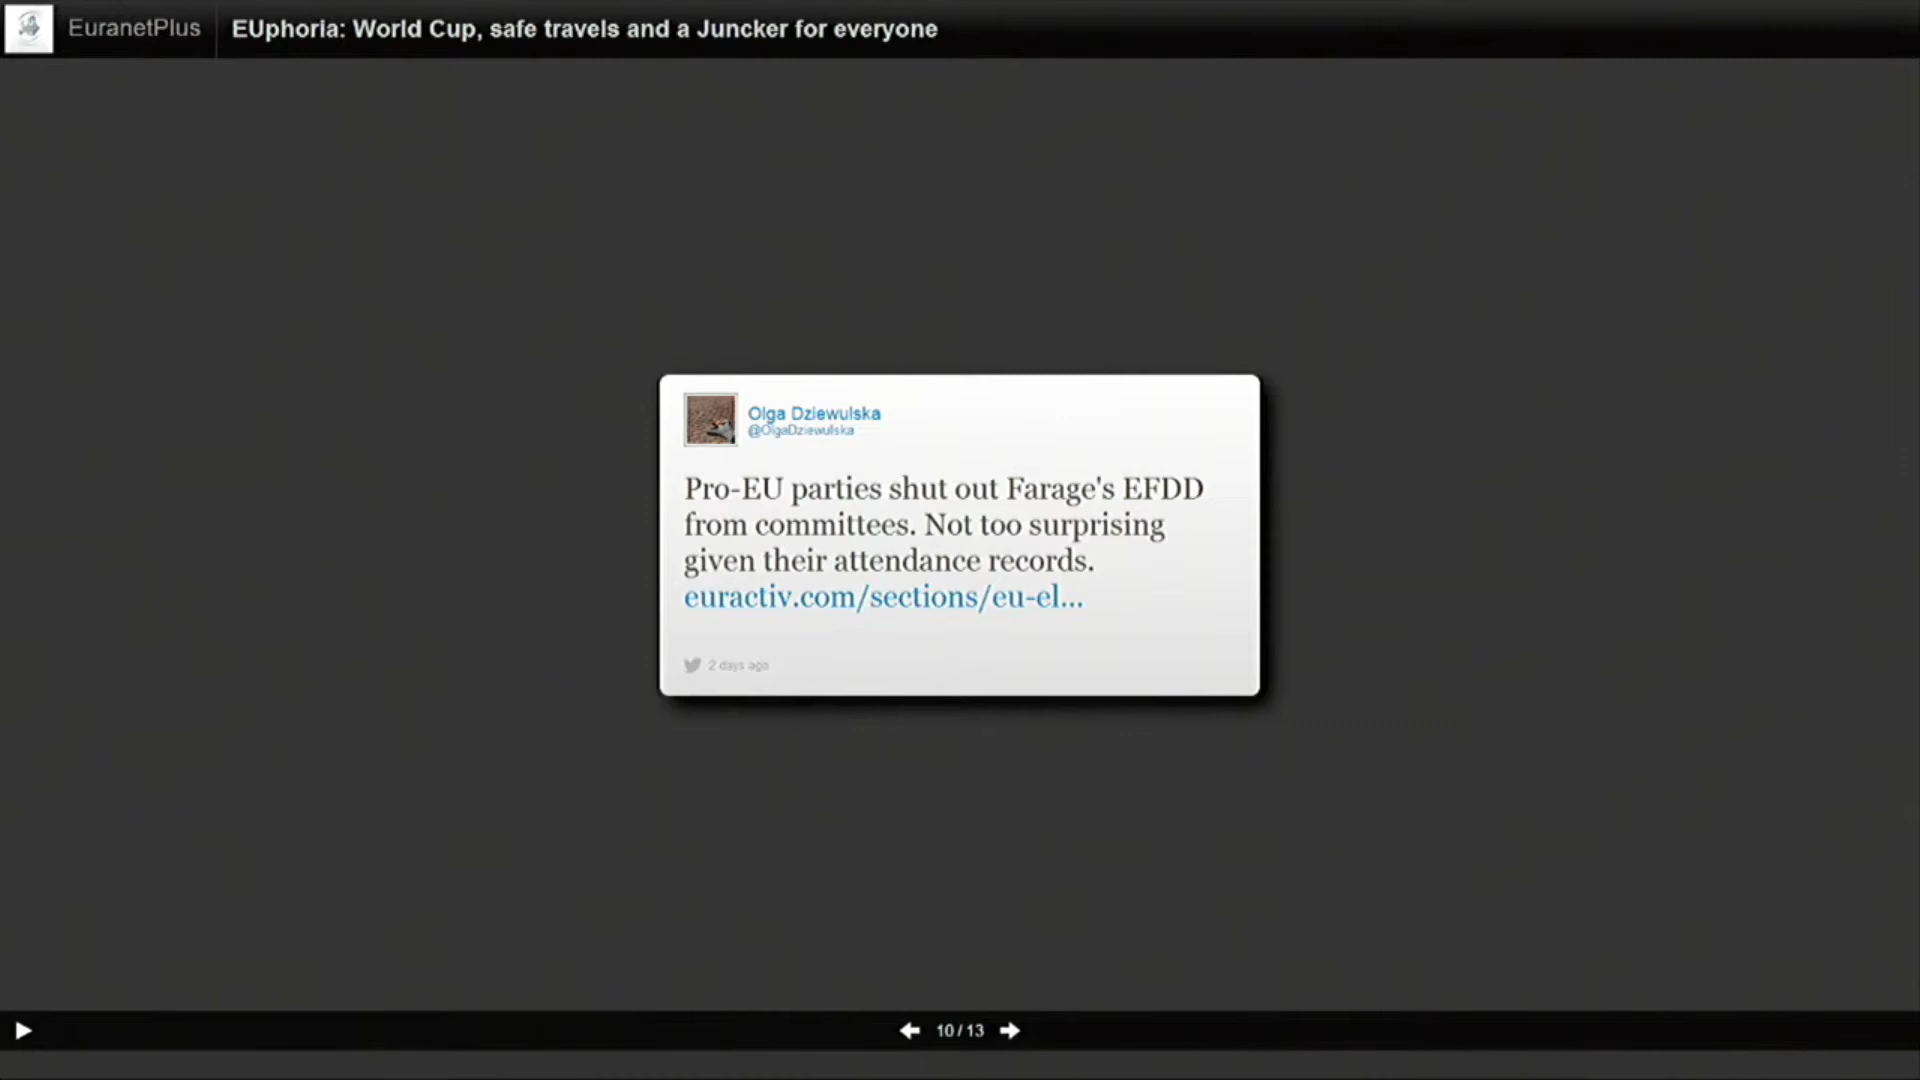 EuranetPlus
EUphoria: World Cup, safe travels and a Juncker for everyone
Olga Dziewulska
@OlgaDziewulska
Pro-EU parties shut out Farage's EFDD
from committees. Not too surprising
given their attendance records.
euractiv.com/sections/eu-el...
2 days ago
10 / 13